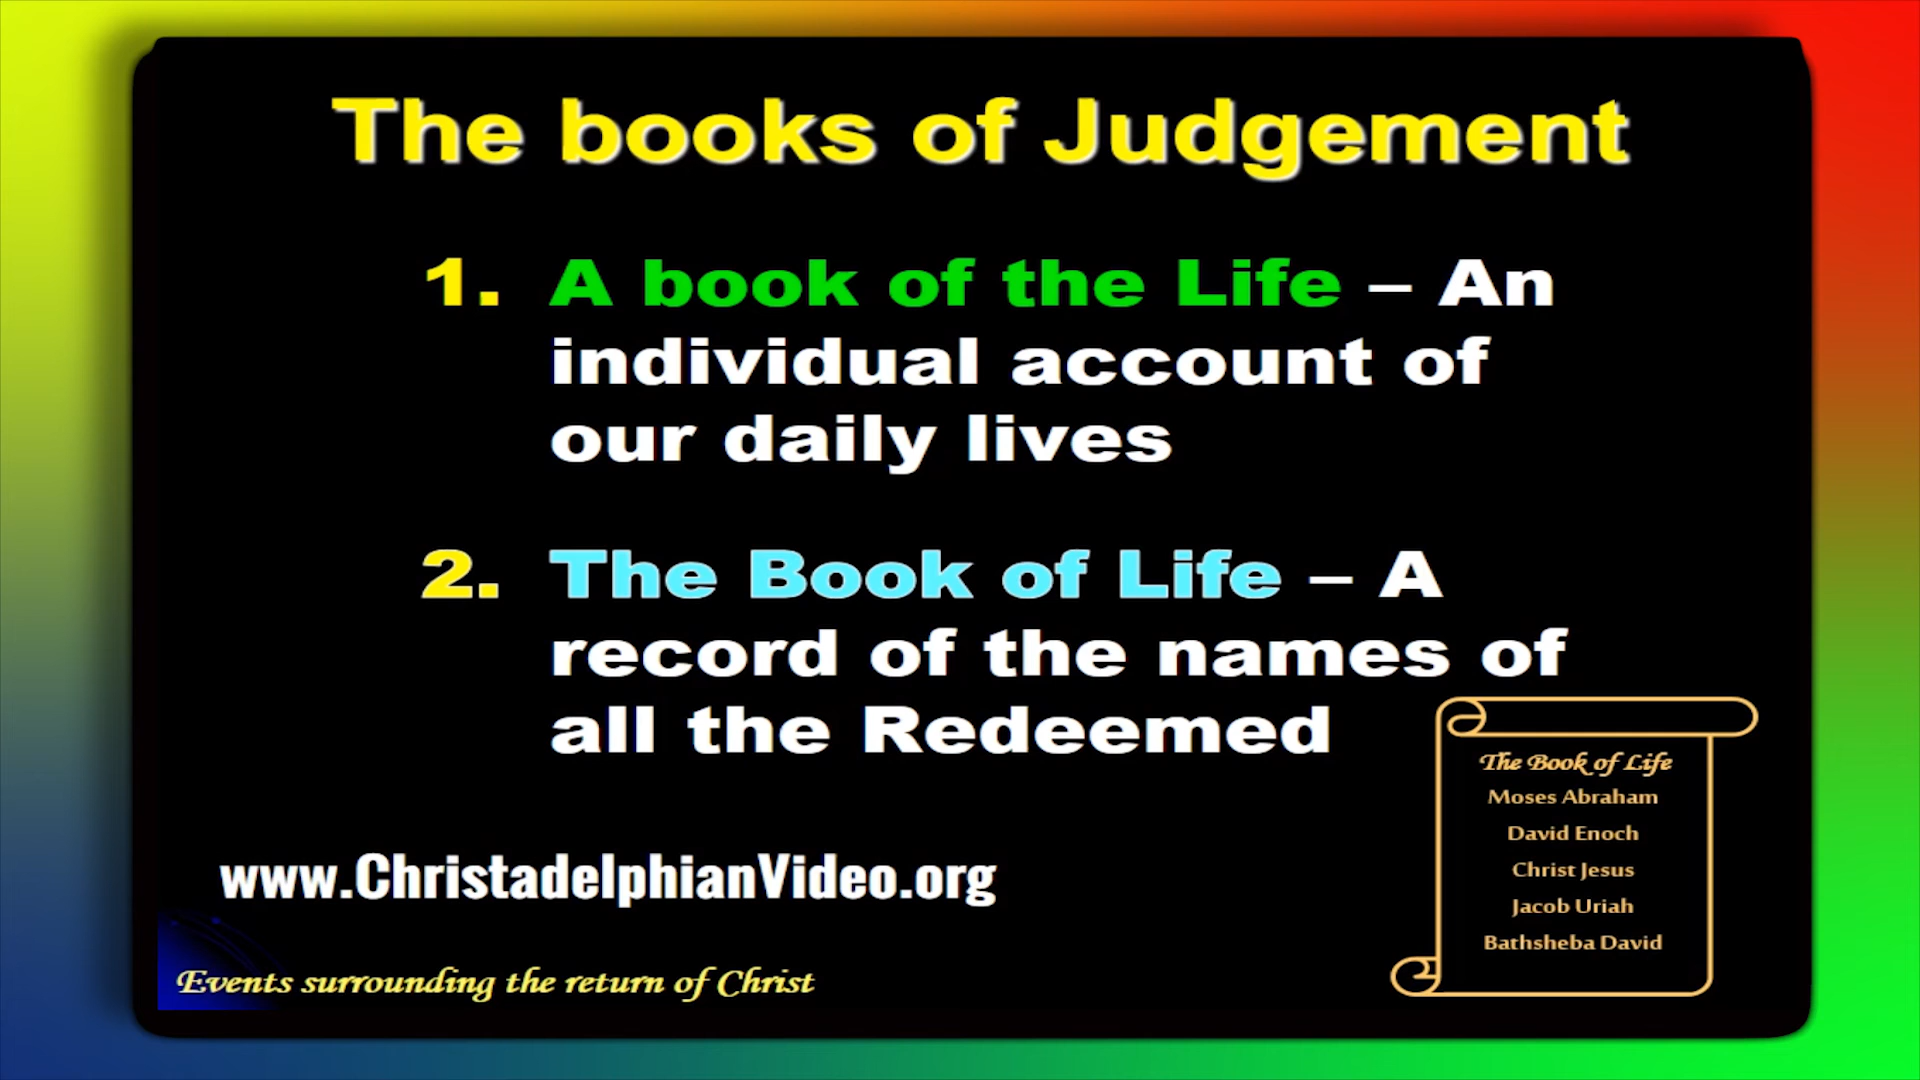 The books of Judgement
1. A book of the Life – An
individual account of
our daily lives
2. The Book of Life – A
record of the names of
all the Redeemed
The Book of Life
Moses Abraham
David Enoch
Christ Jesus
Jacob Uriah
Bathsheba David
www.ChristadelphianVideo.org
Events surrounding the return of Christ